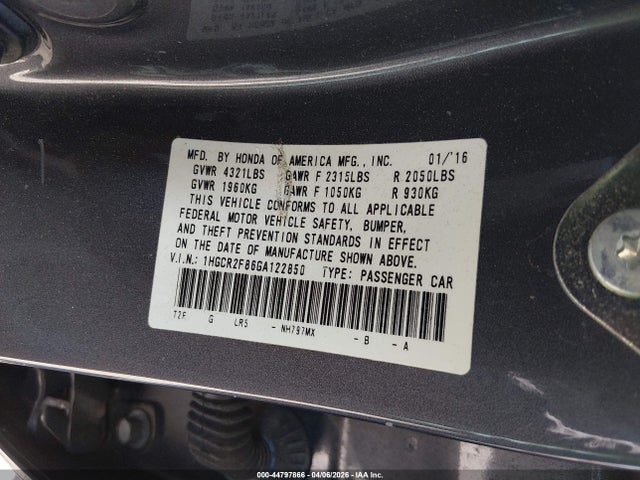 MFD. BY HONDA OF AMERICA MFG., INC. 01/'16
GVWR 4321LBS GAWR F 2315LBS R 2050LBS
GVWR 1960KG GAWR F 1050KG R 930KG
THIS VEHICLE CONFORMS TO ALL APPLICABLE
FEDERAL MOTOR VEHICLE SAFETY, BUMPER,
AND THEFT PREVENTION STANDARDS IN EFFECT
ON THE DATE OF MANUFACTURE SHOWN ABOVE.
V.I.N.: 1HGCR2F86GA122850 TYPE: PASSENGER CAR
T2F G LR5 - NH797MX - B - A
000-44797866 - 04/06/2026 - IAA Inc.